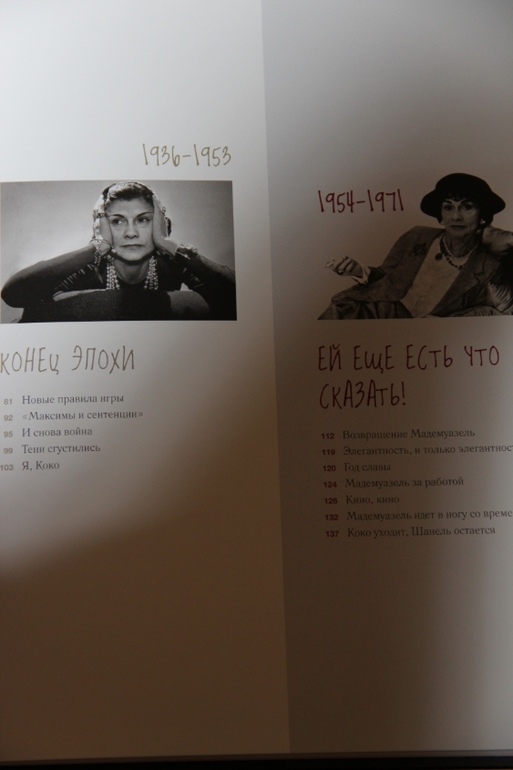 1936–1953
КОНЕЦ ЭПОХИ
81 Новые правила игры
92 «Максимы и сентенции»
95 И снова война
99 Тени сгустились
103 Я, Коко
1954–1971
ЕЙ ЕЩЕ ЕСТЬ ЧТО
СКАЗАТЬ!
112 Возвращение Мадемуазель
119 Элегантность, и только элегантнос
120 Год славы
124 Мадемуазель за работой
126 Кино, кино
132 Мадемуазель идет в ногу со време
137 Коко уходит, Шанель остается